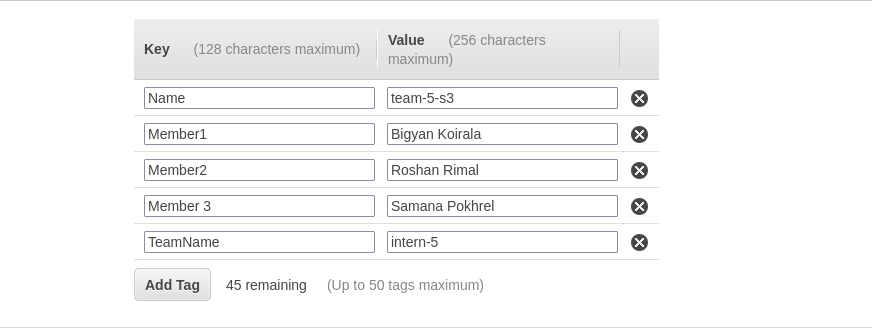 Key (128 characters maximum) Value (256 characters
maximum)
Name team-5-s3
Member1 Bigyan Koirala
Member2 Roshan Rimal
Member 3 Samana Pokhrel
TeamName intern-5
Add Tag 45 remaining (Up to 50 tags maximum)